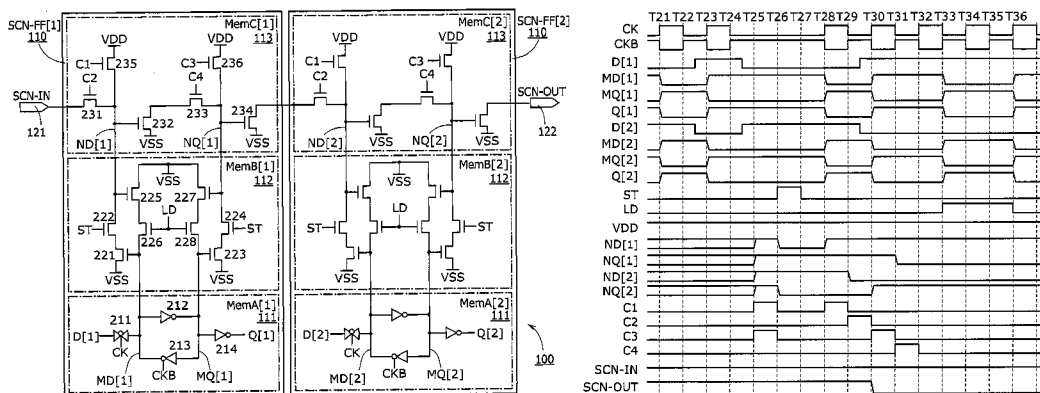 SCN-FF[1]
110
MemC[1]
113
VDD
VDD
C1
235
C3
236
C2
C4
SCN-IN
121
231
232
233
234
VSS
VSS
ND[1]
NQ[1]
MemB[1]
112
VSS
225
227
222
LD
224
ST
226
228
ST
221
223
VSS
VSS
212
MemA[1]
111
211
D[1]
213
Q[1]
CK
214
CKB
MD[1]
MQ[1]
SCN-FF[2]
110
MemC[2]
113
VDD
VDD
C1
C3
C2
C4
SCN-OUT
122
VSS
VSS
ND[2]
NQ[2]
MemB[2]
112
VSS
LD
ST
ST
VSS
VSS
MemA[2]
111
D[2]
Q[2]
CK
CKB
MD[2]
MQ[2]
100
T21 T22 T23 T24 T25 T26 T27 T28 T29 T30 T31 T32 T33 T34 T35 T36
CK
CKB
D[1]
MD[1]
MQ[1]
Q[1]
D[2]
MD[2]
MQ[2]
Q[2]
ST
LD
VDD
ND[1]
NQ[1]
ND[2]
NQ[2]
C1
C2
C3
C4
SCN-IN
SCN-OUT